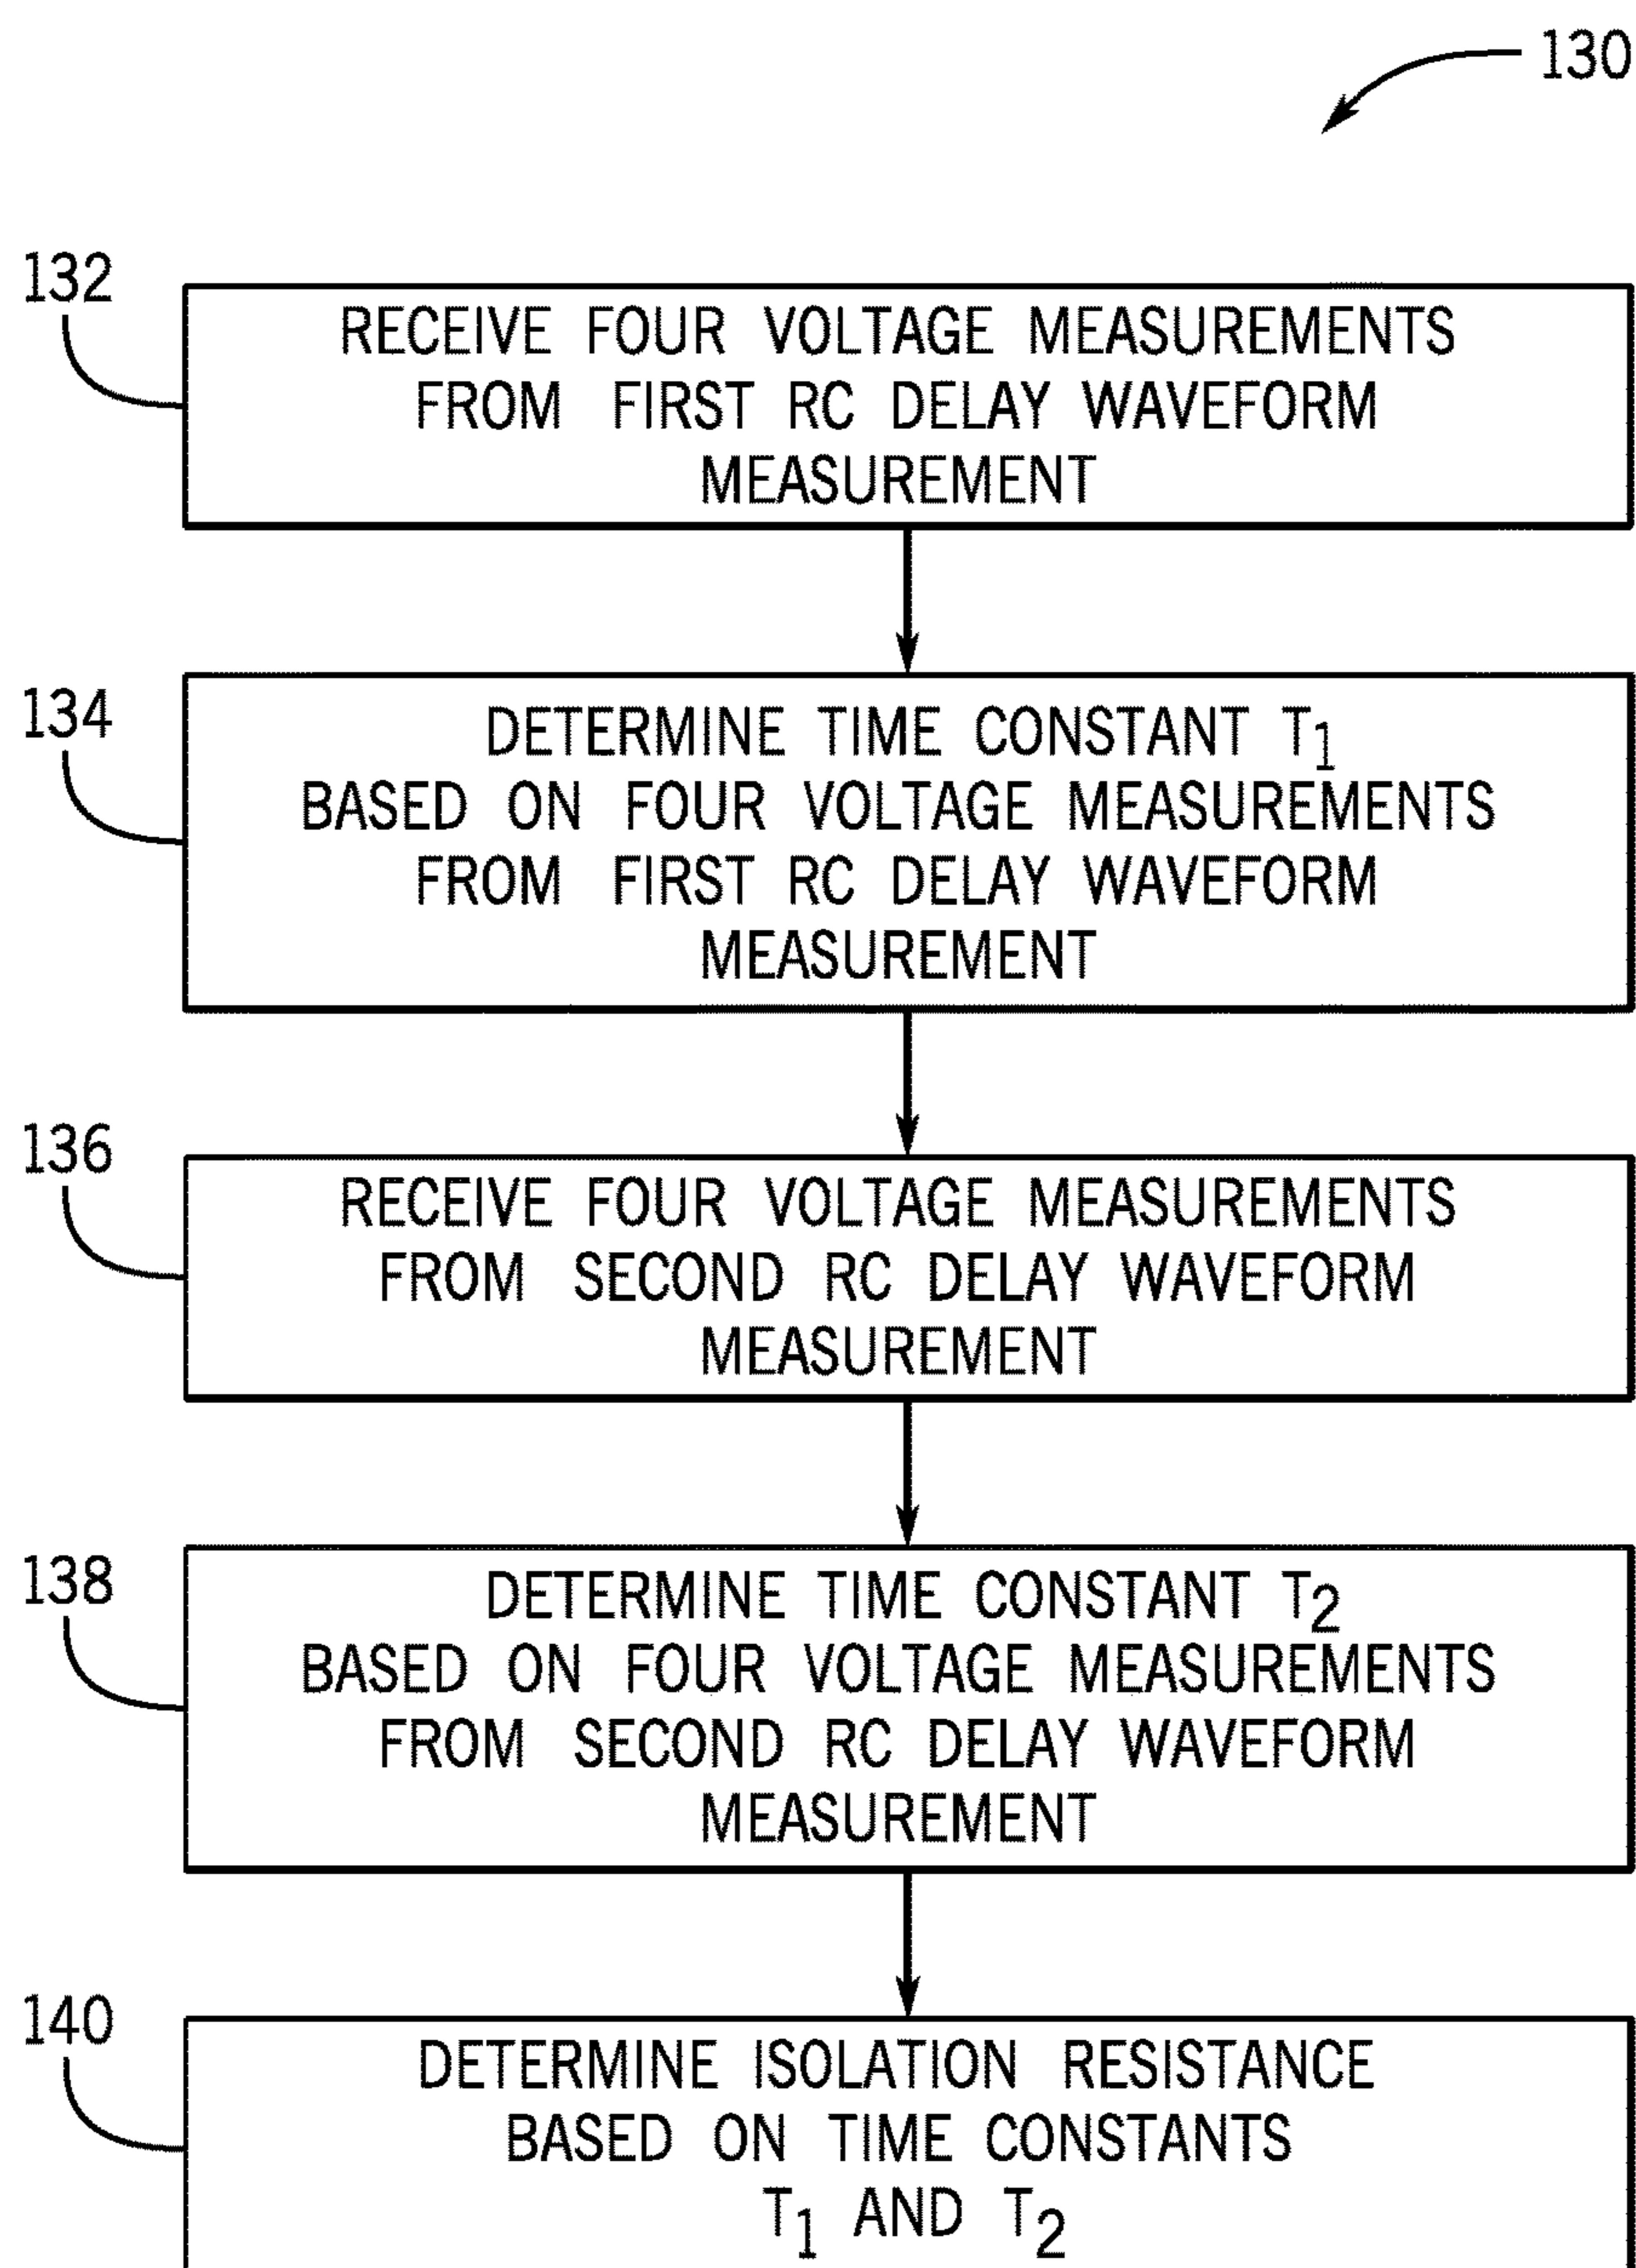 130
132
RECEIVE FOUR VOLTAGE MEASUREMENTS
FROM FIRST RC DELAY WAVEFORM
MEASUREMENT
134
DETERMINE TIME CONSTANT T1
BASED ON FOUR VOLTAGE MEASUREMENTS
FROM FIRST RC DELAY WAVEFORM
MEASUREMENT
136
RECEIVE FOUR VOLTAGE MEASUREMENTS
FROM SECOND RC DELAY WAVEFORM
MEASUREMENT
138
DETERMINE TIME CONSTANT T2
BASED ON FOUR VOLTAGE MEASUREMENTS
FROM SECOND RC DELAY WAVEFORM
MEASUREMENT
140
DETERMINE ISOLATION RESISTANCE
BASED ON TIME CONSTANTS
T1 AND T2